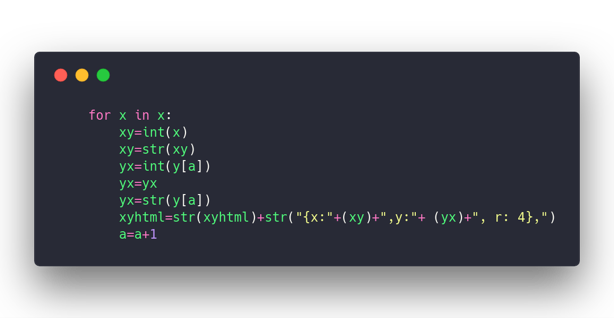 for x in x:
xy=int(x)
xy=str(xy)
yx=int(y[a])
yx=yx
yx=str(y[a])
xyhtml=str(xyhtml)+str("{x:"+(xy)+",y:"+ (yx)+", r: 4},")
a=a+1